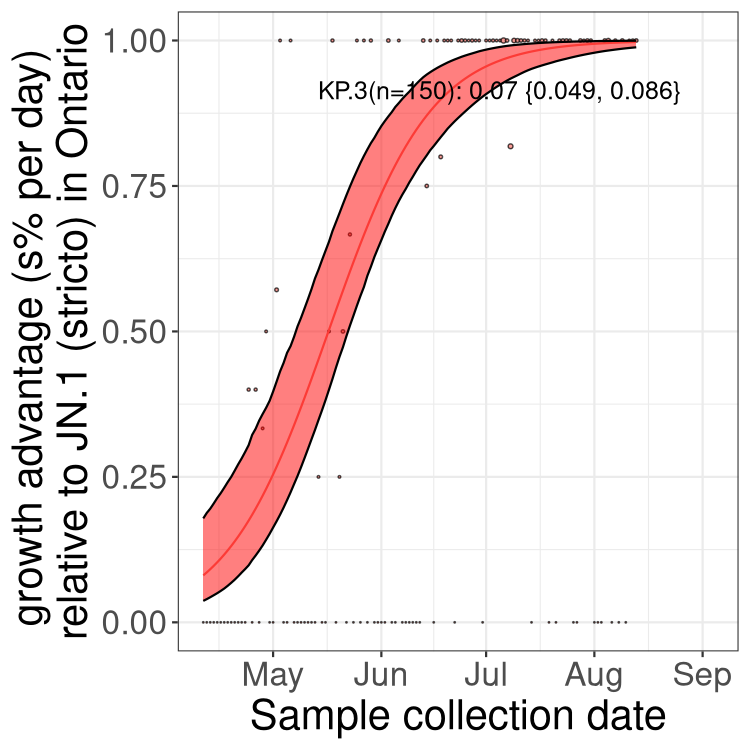 growth advantage (s% per day)
relative to JN.1 (stricto) in Ontario
1.00
0.75
0.50
0.25
0.00
KP.3(n=150): 0.07 {0.049, 0.086}
May Jun Jul Aug Sep
Sample collection date